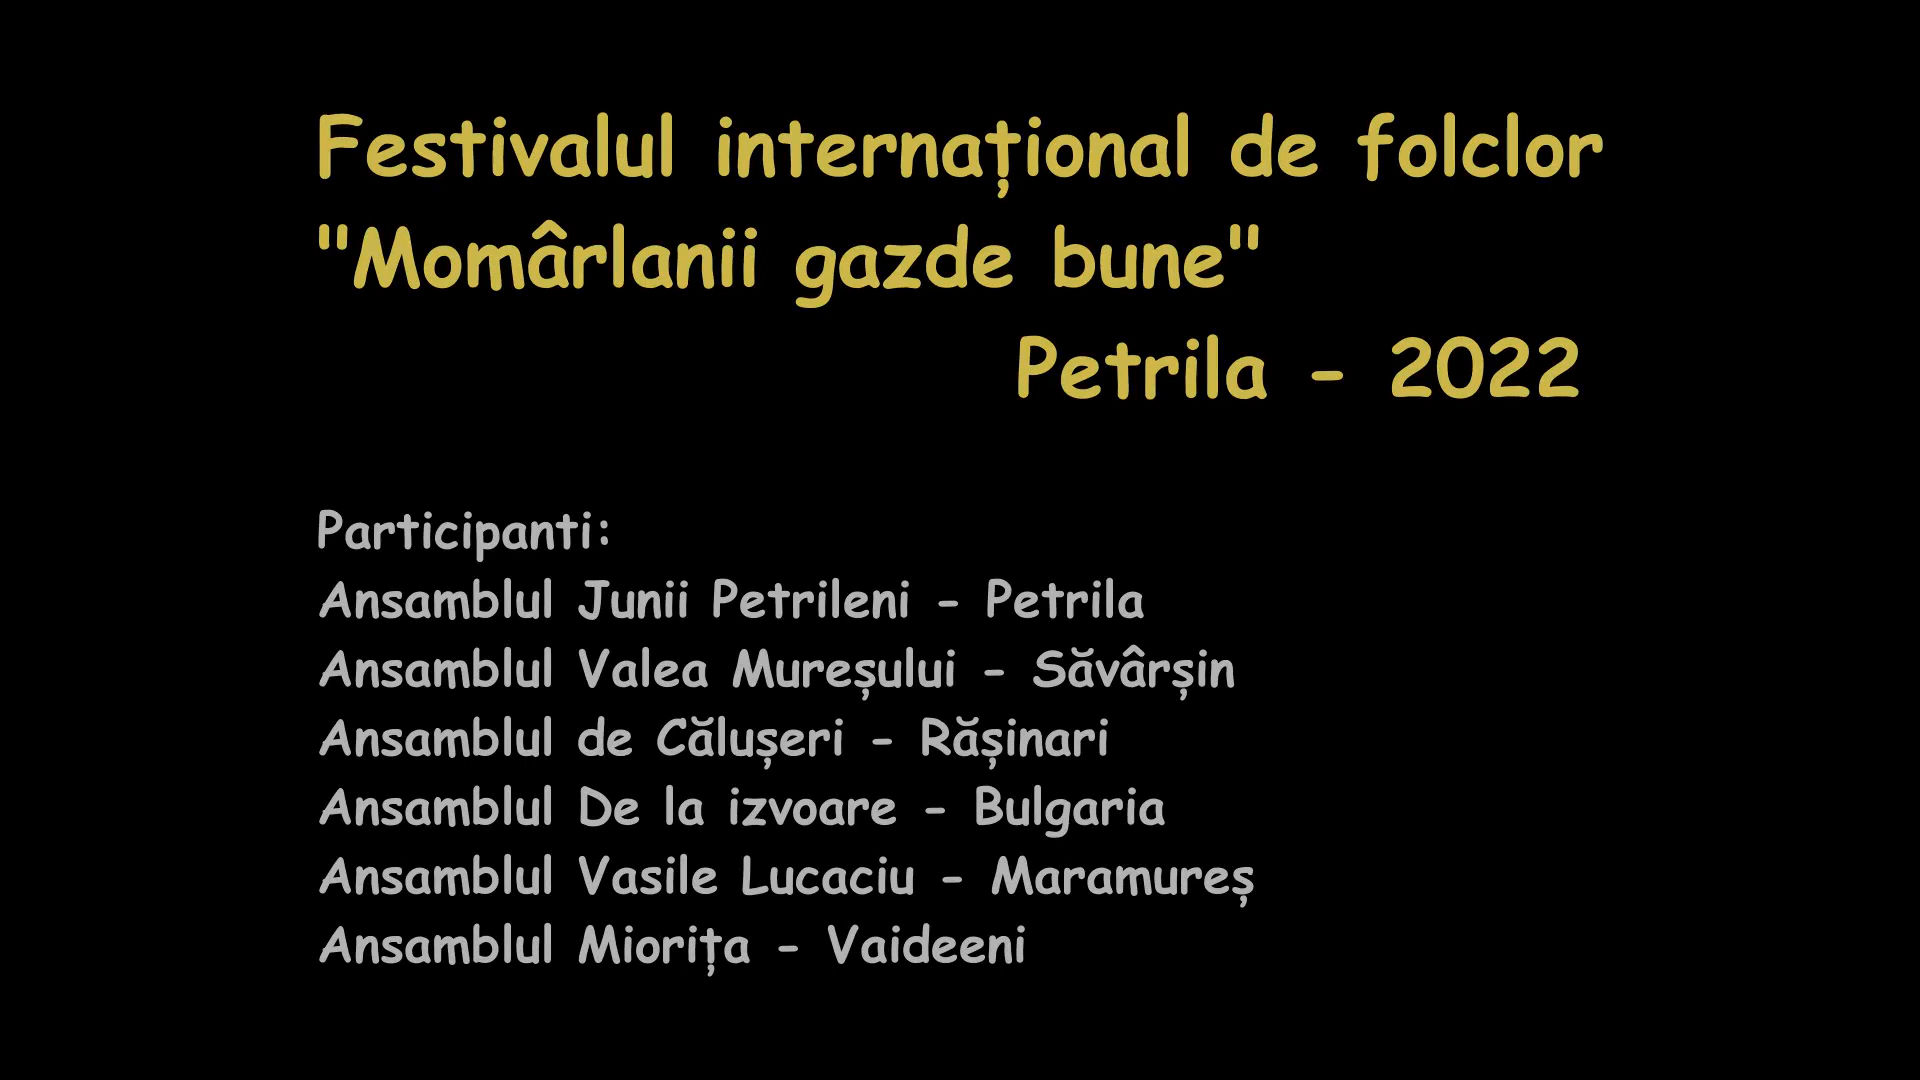 Festivalul internațional de folclor
"Momârlanii gazde bune"
Petrila - 2022
Participanti:
Ansamblul Junii Petrileni - Petrila
Ansamblul Valea Mureșului - Săvârșin
Ansamblul de Călușeri - Rășinari
Ansamblul De la izvoare - Bulgaria
Ansamblul Vasile Lucaciu - Maramureș
Ansamblul Miorița - Vaideeni